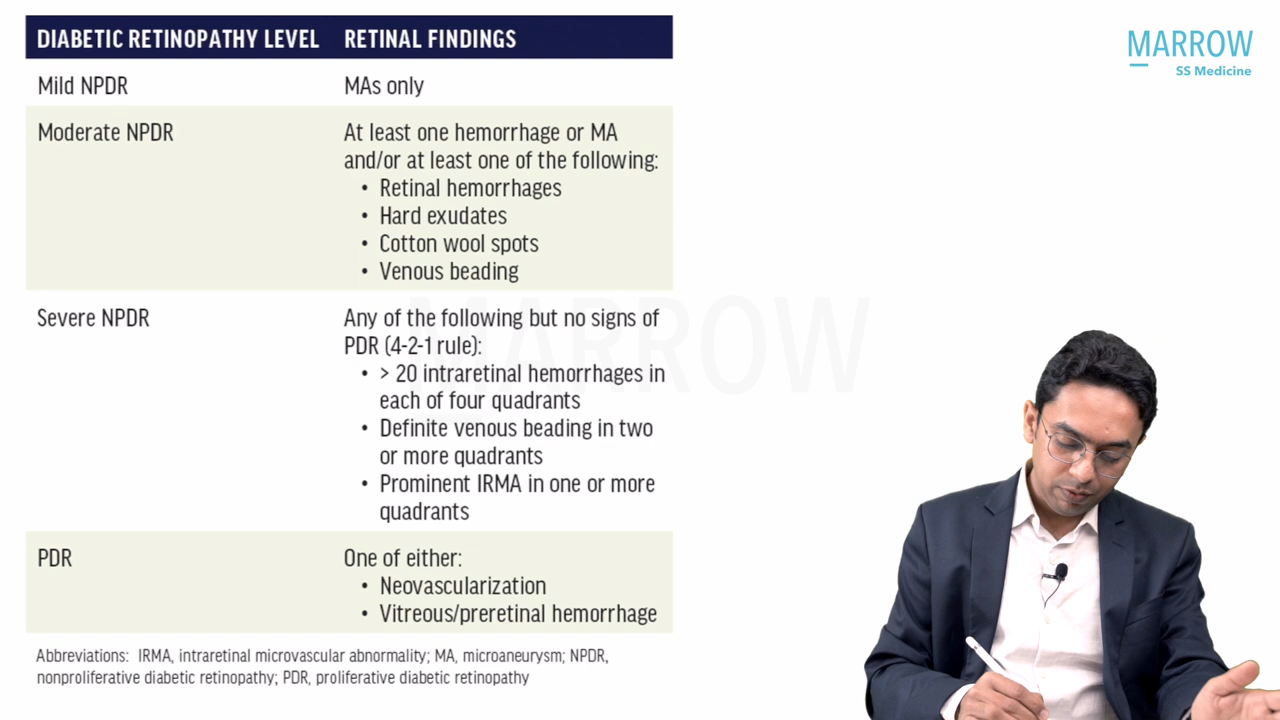 DIABETIC RETINOPATHY LEVEL RETINAL FINDINGS
Mild NPDR MAs only
Moderate NPDR At least one hemorrhage or MA
and/or at least one of the following:
• Retinal hemorrhages
• Hard exudates
• Cotton wool spots
• Venous beading
Severe NPDR Any of the following but no signs of
PDR (4-2-1 rule):
• > 20 intraretinal hemorrhages in
each of four quadrants
• Definite venous beading in two
or more quadrants
• Prominent IRMA in one or more
quadrants
PDR One of either:
• Neovascularization
• Vitreous/preretinal hemorrhage
Abbreviations: IRMA, intraretinal microvascular abnormality; MA, microaneurysm; NPDR,
nonproliferative diabetic retinopathy; PDR, proliferative diabetic retinopathy
MARROW
SS Medicine
MARROW